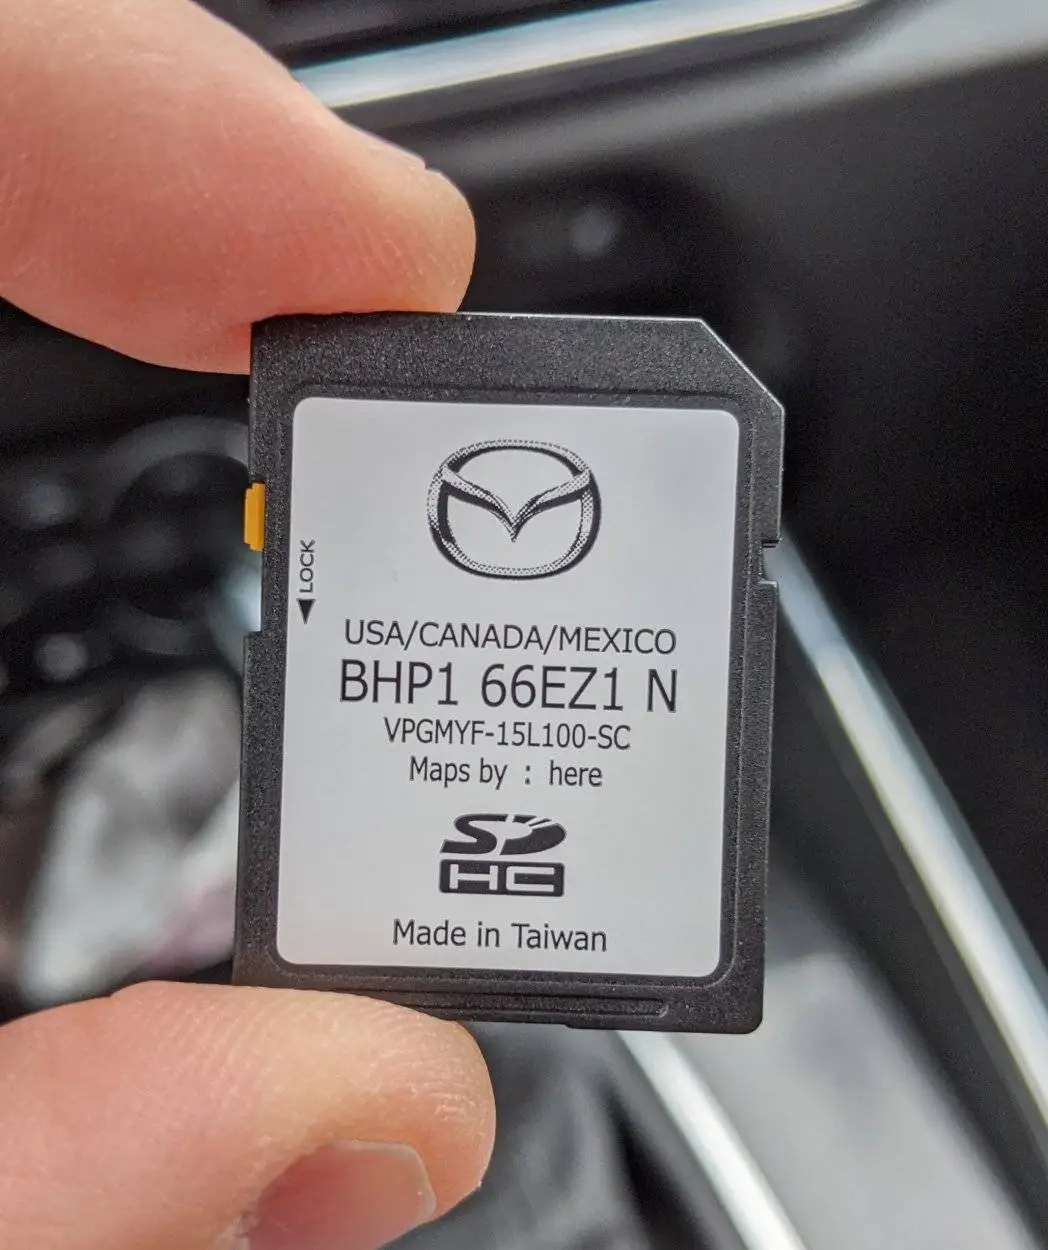 LOCK
USA/CANADA/MEXICO
BHP1 66EZ1 N
VPGMYF-15L100-SC
Maps by : here
SD
HC
Made in Taiwan